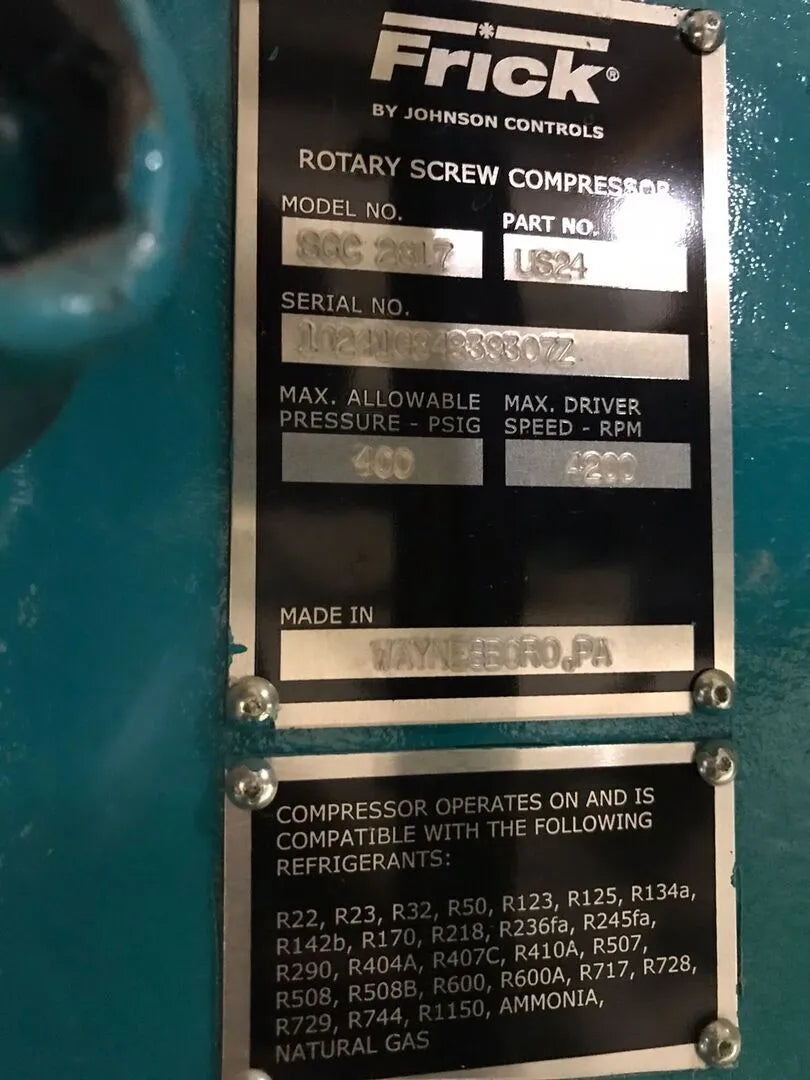 Frick®
BY JOHNSON CONTROLS
ROTARY SCREW COMPRESSOR
MODEL NO.
PART NO.
SGC 2817
US24
SERIAL NO.
MAX. ALLOWABLE
PRESSURE - PSIG
MAX. DRIVER
SPEED - RPM
400
4200
MADE IN
WAYNESBORO,PA
COMPRESSOR OPERATES ON AND IS
COMPATIBLE WITH THE FOLLOWING
REFRIGERANTS:
R22, R23, R32, R50, R123, R125, R134a,
R142b, R170, R218, R236fa, R245fa,
R290, R404A, R407C, R410A, R507,
R508, R508B, R600, R600A, R717, R728,
R729, R744, R1150, AMMONIA,
NATURAL GAS